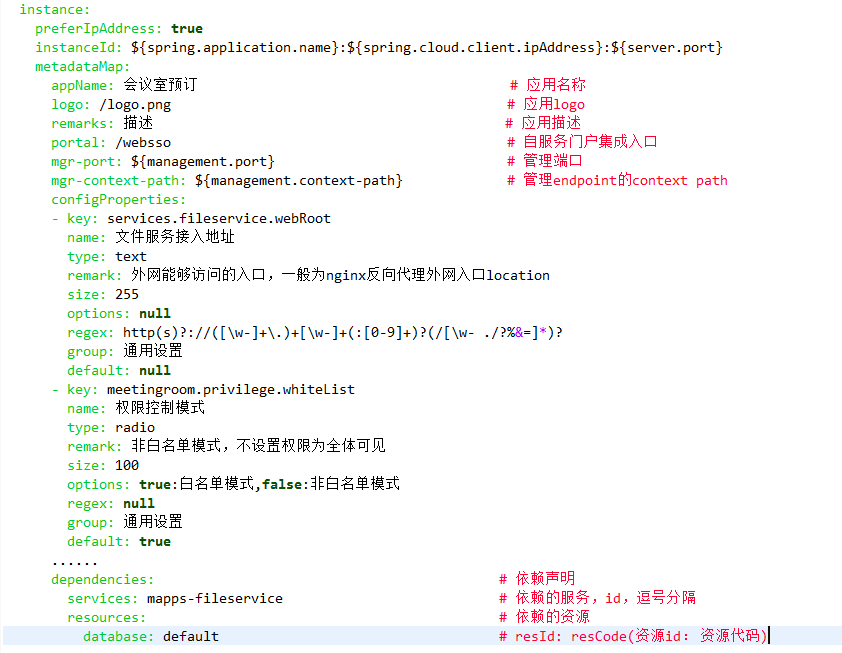 instance:
preferIpAddress: true
instanceId: ${spring.application.name}:${spring.cloud.client.ipAddress}:${server.port}
metadataMap:
appName: 会议室预订 # 应用名称
logo: /logo.png # 应用logo
remarks: 描述 # 应用描述
portal: /websso # 自服务门户集成入口
mgr-port: ${management.port} # 管理端口
mgr-context-path: ${management.context-path} # 管理endpoint的context path
configProperties:
- key: services.fileservice.webRoot
name: 文件服务接入地址
type: text
remark: 外网能够访问的入口，一般为nginx反向代理外网入口location
size: 255
options: null
regex: http(s)?://([\w-]+\.)+[\w-]+(:[0-9]+)?(/[\w- ./?%&=]*)?
group: 通用设置
default: null
- key: meetingroom.privilege.whiteList
name: 权限控制模式
type: radio
remark: 非白名单模式，不设置权限为全体可见
size: 100
options: true:白名单模式,false:非白名单模式
regex: null
group: 通用设置
default: true
......
dependencies: # 依赖声明
services: mapps-fileservice # 依赖的服务，id，逗号分隔
resources: # 依赖的资源
database: default # resId: resCode(资源id: 资源代码)